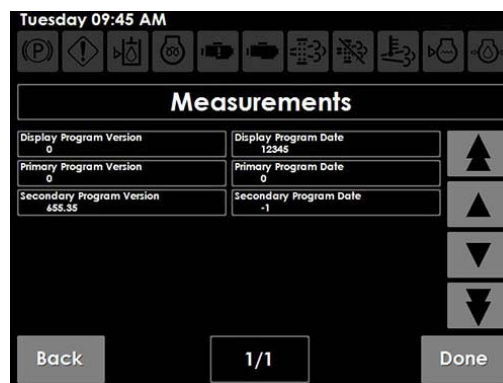 Tuesday 09:45 AM
(P)
Measurements
Display Program Version
0
Display Program Date
12345
Primary Program Version
0
Primary Program Date
0
Secondary Program Version
655.35
Secondary Program Date
-1
Back
1/1
Done